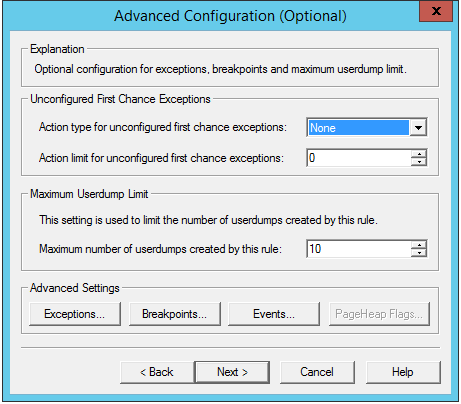 Advanced Configuration (Optional)
x
Explanation
Optional configuration for exceptions, breakpoints and maximum userdump limit.
Unconfigured First Chance Exceptions
Action type for unconfigured first chance exceptions: None
Action limit for unconfigured first chance exceptions: 0
Maximum Userdump Limit
This setting is used to limit the number of userdumps created by this rule.
Maximum number of userdumps created by this rule: 10
Advanced Settings
Exceptions... Breakpoints... Events... PageHeap Flags...
< Back Next > Cancel Help